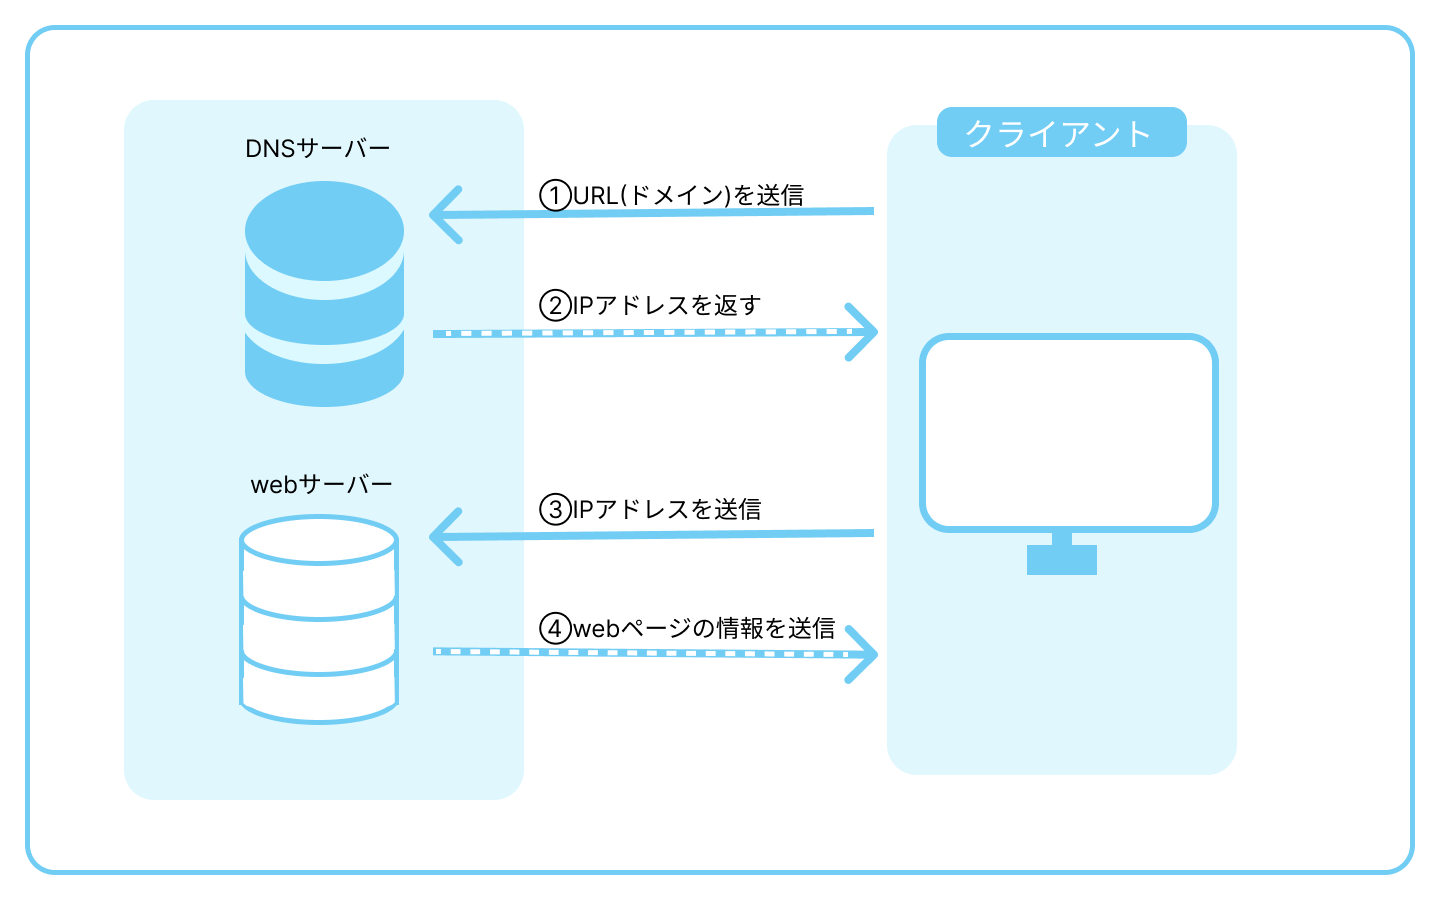 DNSサーバー
クライアント
①URL(ドメイン)を送信
②IPアドレスを返す
webサーバー
③IPアドレスを送信
④webページの情報を送信